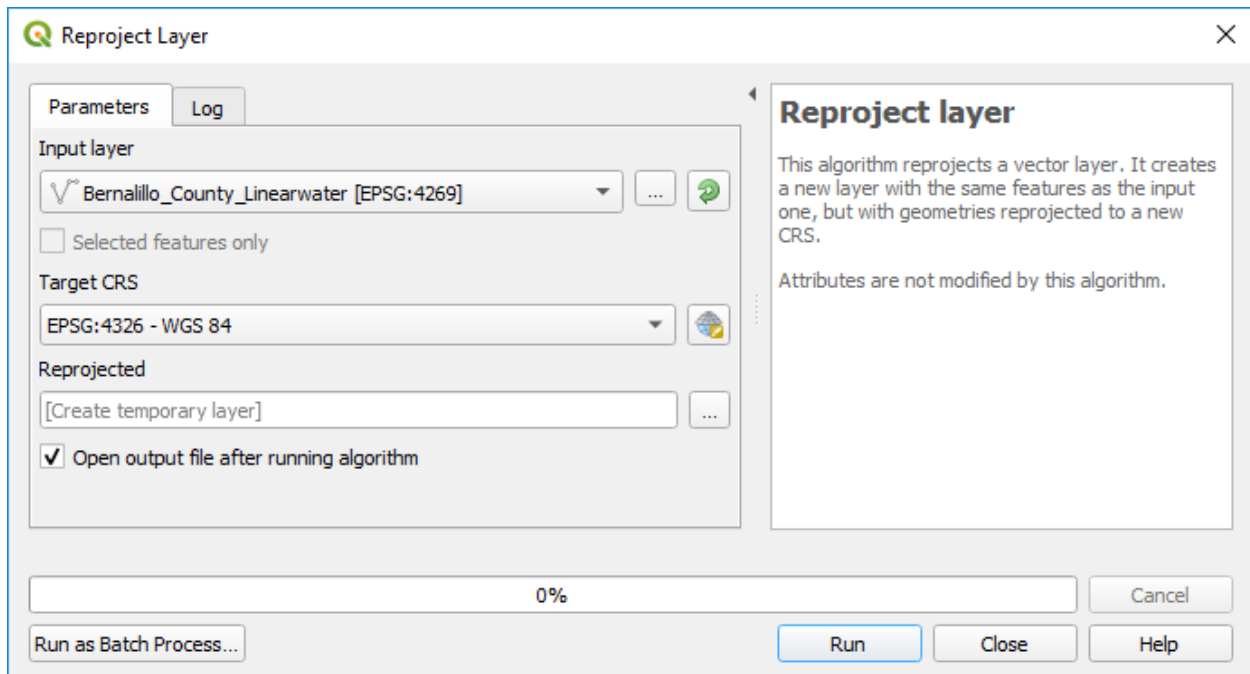 Reproject Layer
Parameters
Log
Input layer
Bernalillo_County_Linearwater [EPSG:4269]
...
Selected features only
Target CRS
EPSG:4326 - WGS 84
Reprojected
[Create temporary layer]
...
Open output file after running algorithm
Reproject layer
This algorithm reprojects a vector layer. It creates
a new layer with the same features as the input
one, but with geometries reprojected to a new
CRS.
Attributes are not modified by this algorithm.
0%
Cancel
Run as Batch Process...
Run
Close
Help